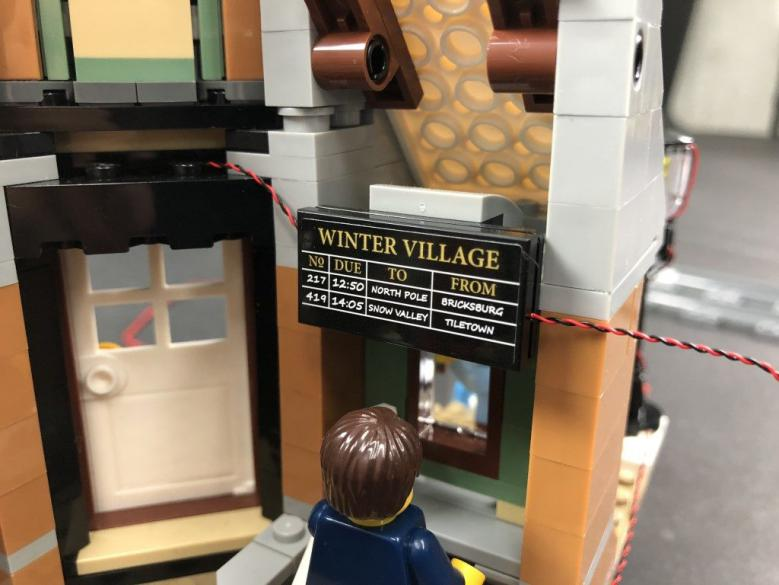 WINTER VILLAGE
Nº DUE TO FROM
217 12:50 NORTH POLE BRICKSBURG
419 14:05 SNOW VALLEY TILETOWN